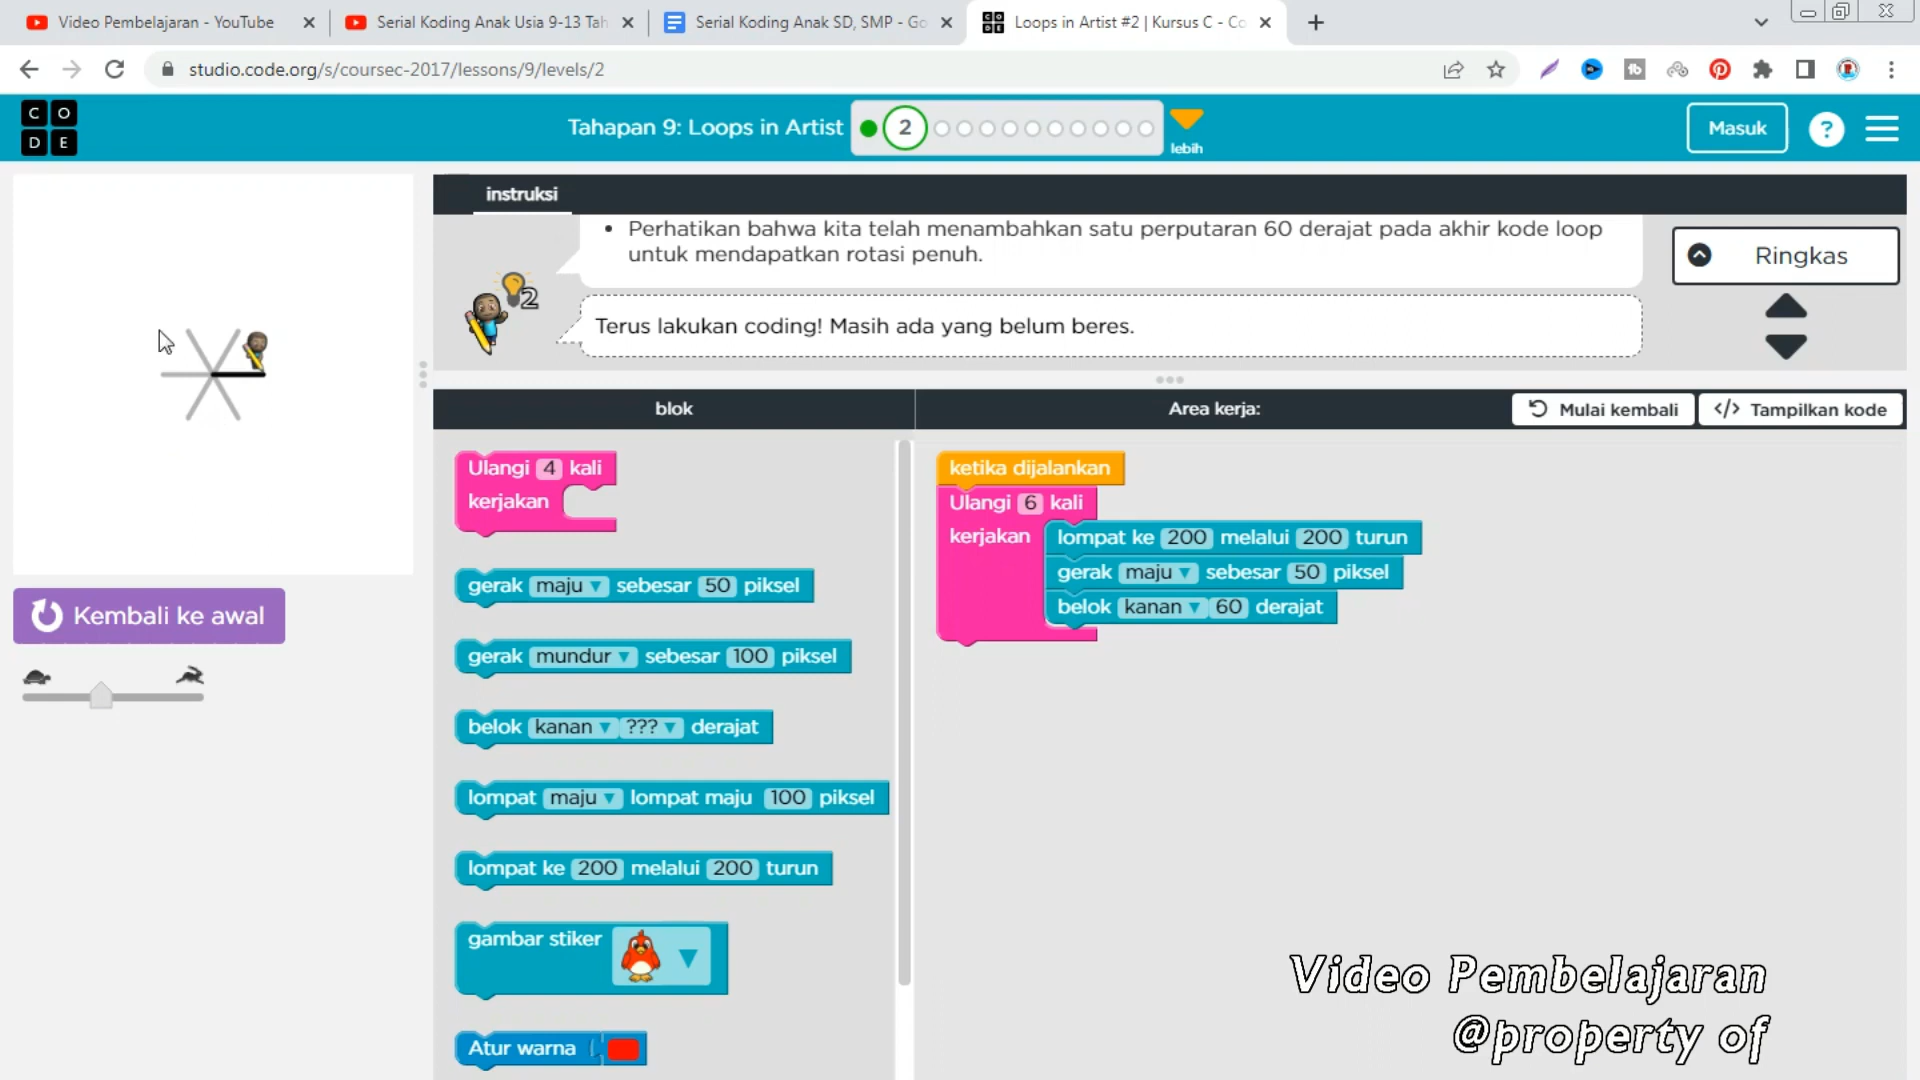 Video Pembelajaran - YouTube
Serial Koding Anak Usia 9-13 Tah
Serial Koding Anak SD, SMP - Go
Loops in Artist #2 | Kursus C - Co
studio.code.org/s/coursec-2017/lessons/9/levels/2
C O
D E
Tahapan 9: Loops in Artist
2
lebih
Masuk
?
instruksi
Perhatikan bahwa kita telah menambahkan satu perputaran 60 derajat pada akhir kode loop
untuk mendapatkan rotasi penuh.
2
Terus lakukan coding! Masih ada yang belum beres.
Ringkas
blok
Area kerja:
Mulai kembali
</> Tampilkan kode
Kembali ke awal
Ulangi 4 kali
kerjakan
gerak maju sebesar 50 piksel
gerak mundur sebesar 100 piksel
belok kanan ??? derajat
lompat maju lompat maju 100 piksel
lompat ke 200 melalui 200 turun
gambar stiker
Atur warna
ketika dijalankan
Ulangi 6 kali
kerjakan
lompat ke 200 melalui 200 turun
gerak maju sebesar 50 piksel
belok kanan 60 derajat
Video Pembelajaran
@property of